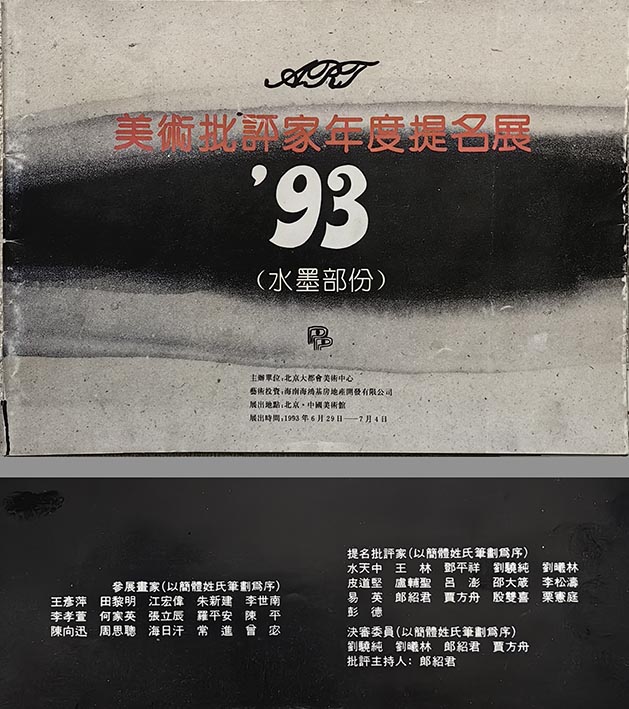 ART
美術批評家年度提名展
'93
（水墨部份）
主辦單位:北京大都會美術中心
藝術投資:海南海鴻基房地產開發有限公司
展出地點:北京·中國美術館
展出時間:1993年6月29日——7月4日
參展畫家(以簡體姓氏筆劃爲序)
王彥萍 田黎明 江宏偉 朱新建 李世南
李孝萱 何家英 張立辰 羅平安 陳 平
陳向迅 周思聰 海日汗 常 進 曾 宓
提名批評家(以簡體姓氏筆劃爲序)
水天中 王 林 鄧平祥 劉驍純 劉曦林
皮道堅 盧輔聖 呂 澎 邵大箴 李松濤
易 英 郎紹君 賈方舟 殷雙喜 栗憲庭
彭 德
決審委員(以簡體姓氏筆劃爲序)
劉驍純 劉曦林 郎紹君 賈方舟
批評主持人: 郎紹君